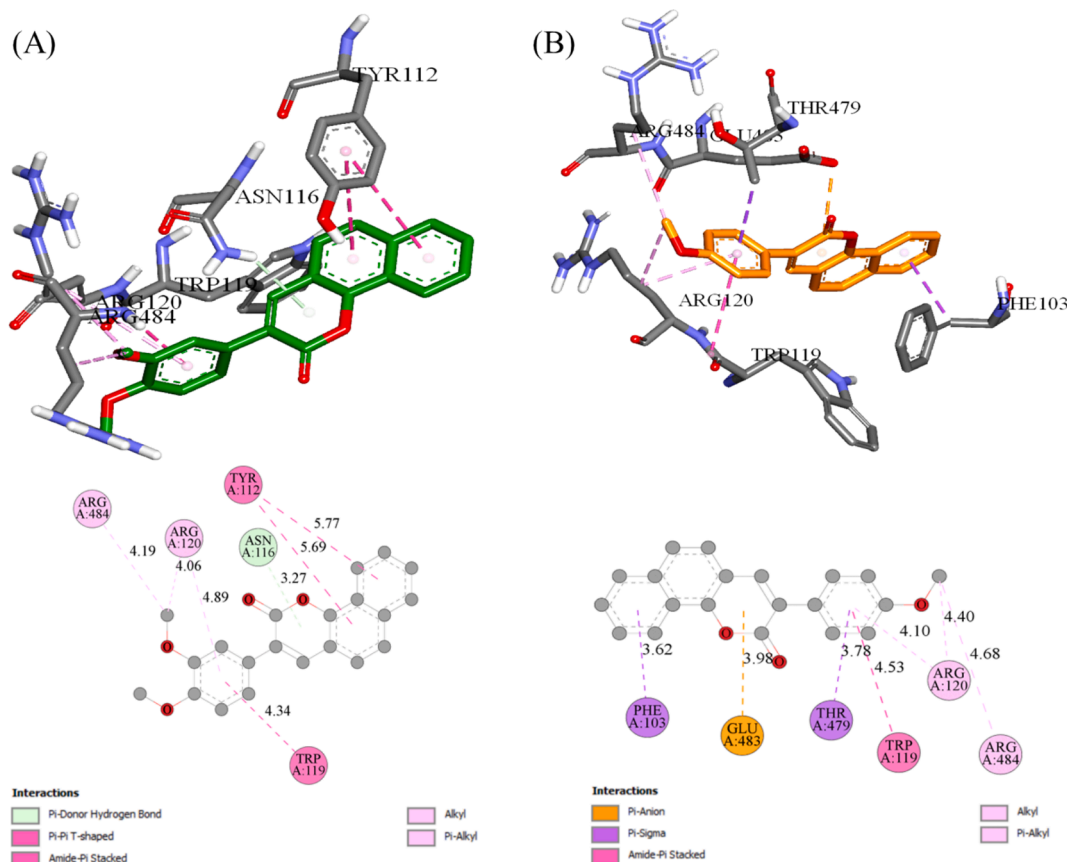 (A)
TYR112
ASN116
TRP119
ARG120
ARG484
(B)
THR479
ARG484
GLU483
ARG120
TRP119
PHE103
TYR
A:112
ARG
A:484
ARG
A:120
ASN
A:116
5.77
5.69
4.19
4.06
3.27
4.89
O
O
O
O
4.34
TRP
A:119
Interactions
Pi-Donor Hydrogen Bond
Pi-Pi T-shaped
Amide-Pi Stacked
Alkyl
Pi-Alkyl
O
O
O
3.62
3.98
3.78
4.10
4.40
4.53
4.68
PHE
A:103
GLU
A:483
THR
A:479
TRP
A:119
ARG
A:120
ARG
A:484
Interactions
Pi-Anion
Pi-Sigma
Amide-Pi Stacked
Alkyl
Pi-Alkyl